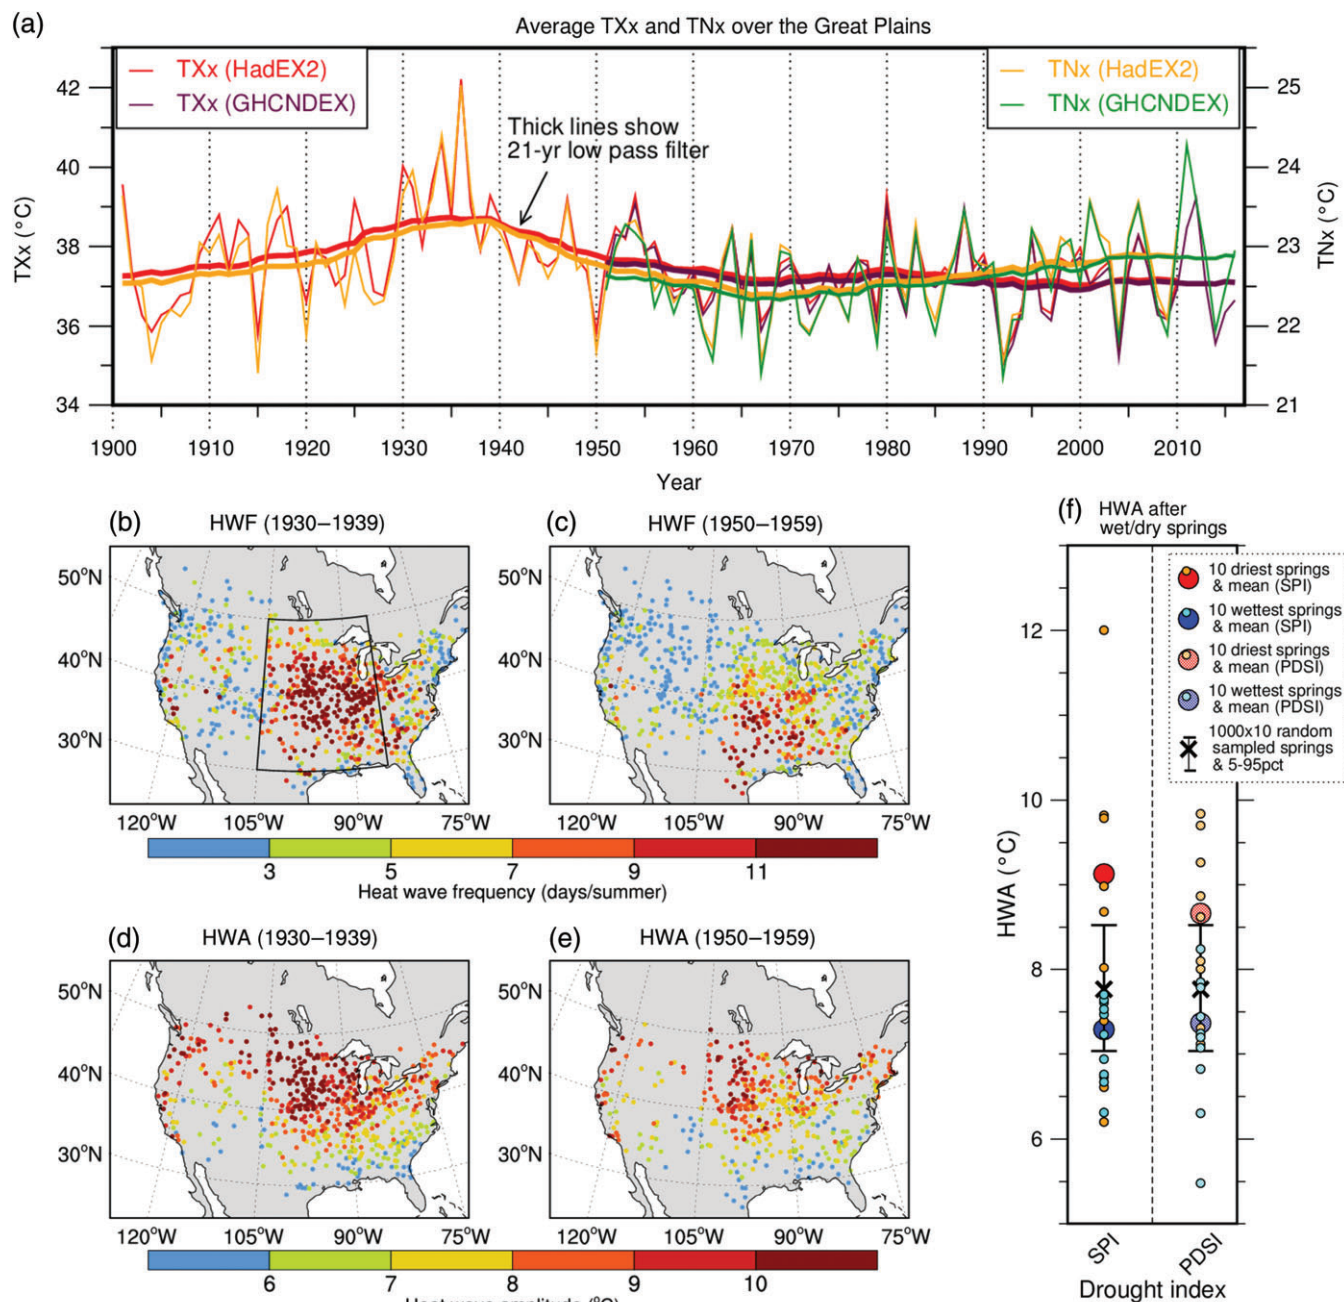 (a)
Average TXx and TNx over the Great Plains
TXx (HadEX2)
TXx (GHCNDEX)
TNx (HadEX2)
TNx (GHCNDEX)
Thick lines show
21-yr low pass filter
TXx (°C)
42
40
38
36
34
TNx (°C)
25
24
23
22
21
1900 1910 1920 1930 1940 1950 1960 1970 1980 1990 2000 2010
Year
(b)
HWF (1930–1939)
50°N
40°N
30°N
120°W 105°W 90°W 75°W
(c)
HWF (1950–1959)
50°N
40°N
30°N
120°W 105°W 90°W 75°W
3 5 7 9 11
Heat wave frequency (days/summer)
(d)
HWA (1930–1939)
50°N
40°N
30°N
120°W 105°W 90°W 75°W
(e)
HWA (1950–1959)
50°N
40°N
30°N
120°W 105°W 90°W 75°W
6 7 8 9 10
Heat wave amplitude (°C)
(f)
HWA after
wet/dry springs
10 driest springs
& mean (SPI)
10 wettest springs
& mean (SPI)
10 driest springs
& mean (PDSI)
10 wettest springs
& mean (PDSI)
1000x10 random
sampled springs
& 5-95pct
HWA (°C)
12
10
8
6
SPI
PDSI
Drought index